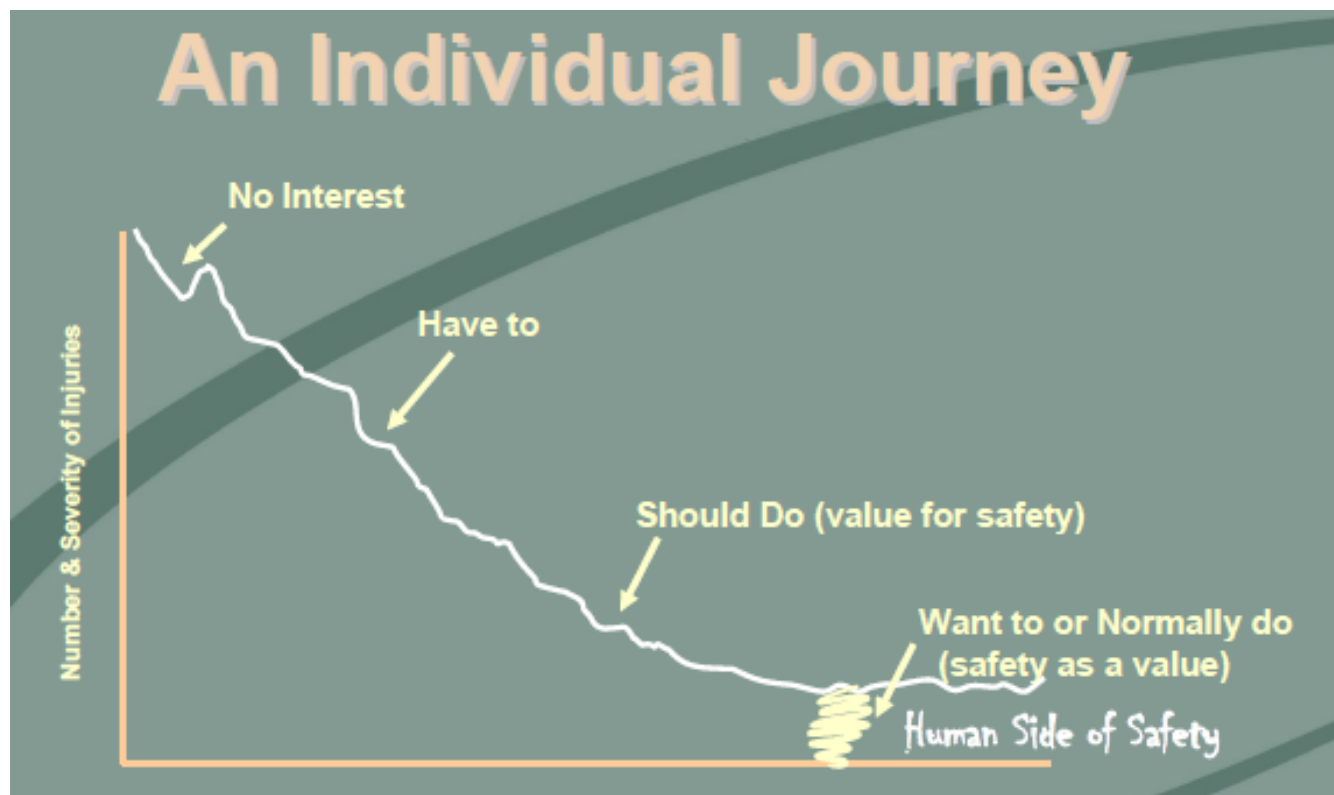 An Individual Journey
No Interest
Have to
Number & Severity of Injuries
Should Do (value for safety)
Want to or Normally do
(safety as a value)
Human Side of Safety